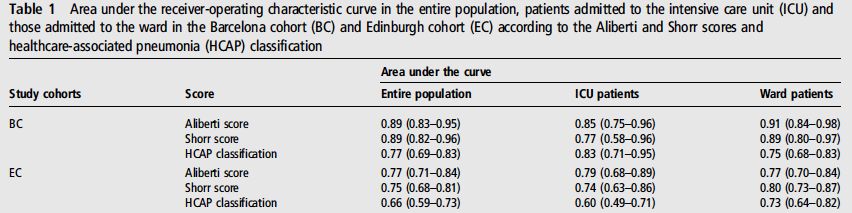 Table 1 Area under the receiver-operating characteristic curve in the entire population, patients admitted to the intensive care unit (ICU) and
those admitted to the ward in the Barcelona cohort (BC) and Edinburgh cohort (EC) according to the Aliberti and Shorr scores and
healthcare-associated pneumonia (HCAP) classification
Area under the curve
Study cohorts Score Entire population ICU patients Ward patients
BC Aliberti score 0.89 (0.83–0.95) 0.85 (0.75–0.96) 0.91 (0.84–0.98)
Shorr score 0.89 (0.82–0.96) 0.77 (0.58–0.96) 0.89 (0.80–0.97)
HCAP classification 0.77 (0.69–0.83) 0.83 (0.71–0.95) 0.75 (0.68–0.83)
EC Aliberti score 0.77 (0.71–0.84) 0.79 (0.68–0.89) 0.77 (0.70–0.84)
Shorr score 0.75 (0.68–0.81) 0.74 (0.63–0.86) 0.80 (0.73–0.87)
HCAP classification 0.66 (0.59–0.73) 0.60 (0.49–0.71) 0.73 (0.64–0.82)